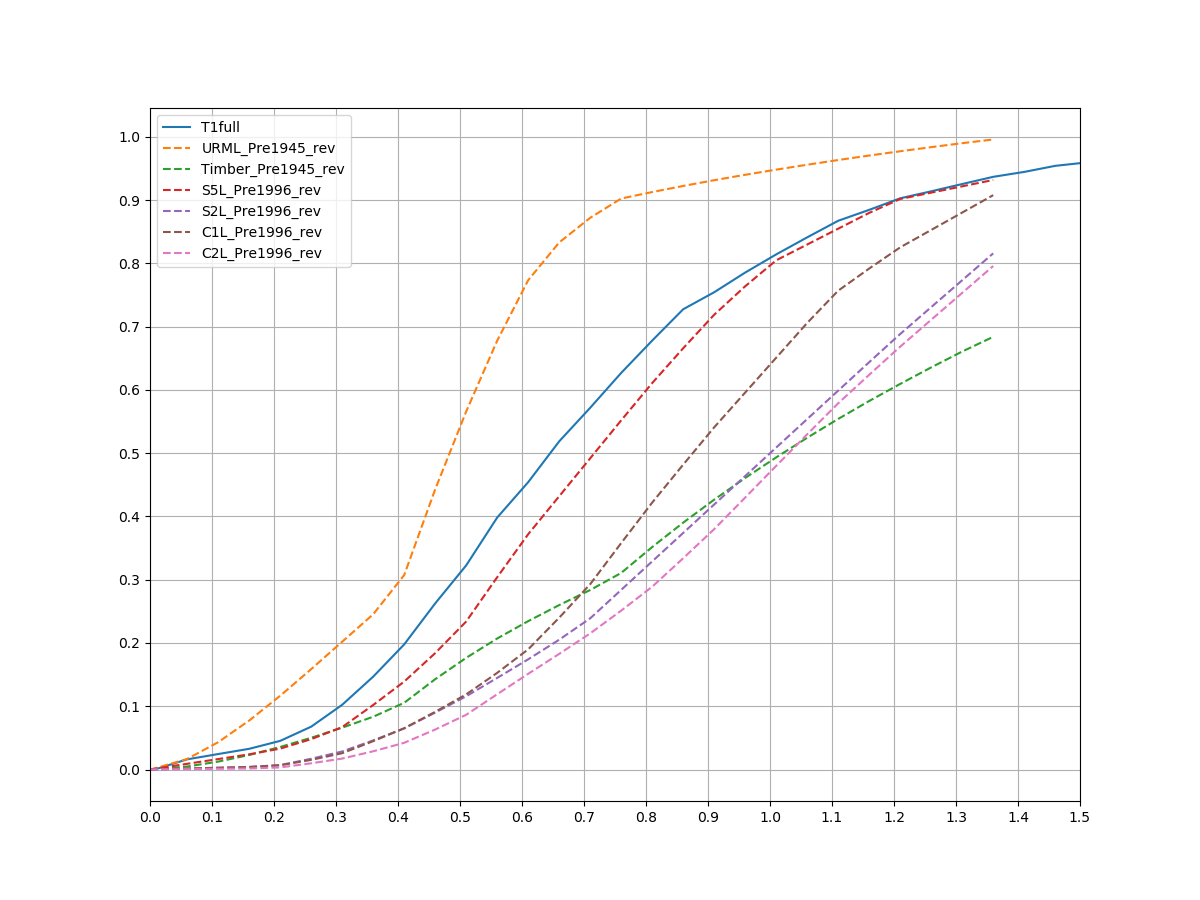 T1full
URML_Pre1945_rev
Timber_Pre1945_rev
S5L_Pre1996_rev
S2L_Pre1996_rev
C1L_Pre1996_rev
C2L_Pre1996_rev
1.0
0.9
0.8
0.7
0.6
0.5
0.4
0.3
0.2
0.1
0.0
0.0 0.1 0.2 0.3 0.4 0.5 0.6 0.7 0.8 0.9 1.0 1.1 1.2 1.3 1.4 1.5